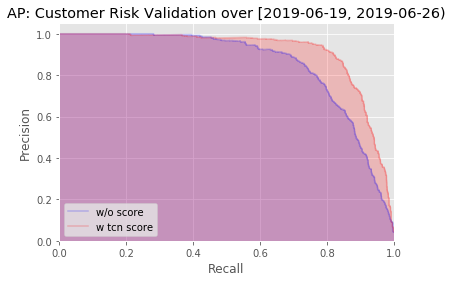 AP: Customer Risk Validation over [2019-06-19, 2019-06-26)
1.0
0.8
0.6
0.4
0.2
0.0
Precision
w/o score
w tcn score
0.0 0.2 0.4 0.6 0.8 1.0
Recall